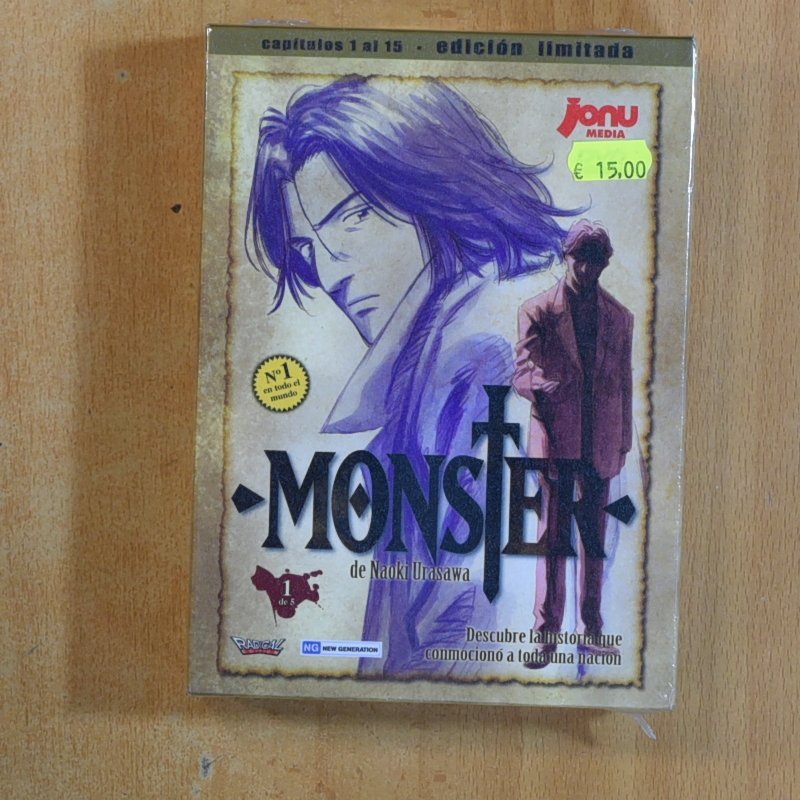 capítulos 1 al 15 - edición limitada
jonu
MEDIA
€ 15,00
Nº1
en todo el
mundo
MONSTER
de Naoki Urasawa
1
de 5
Descubre la historia que
conmocionó a toda una nación
NG NEW GENERATION